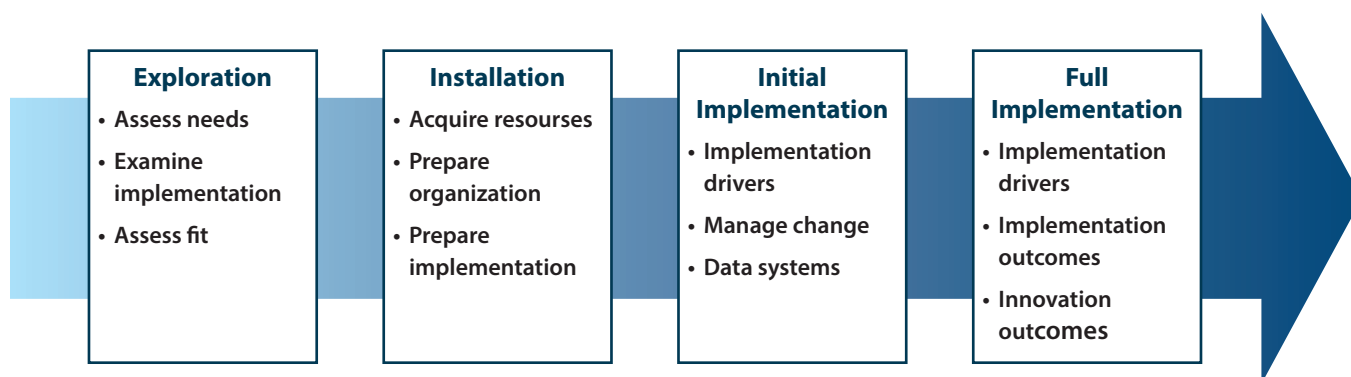 Exploration
• Assess needs
• Examine
implementation
• Assess fit
Installation
• Acquire resourses
• Prepare
organization
• Prepare
implementation
Initial
Implementation
• Implementation
drivers
• Manage change
• Data systems
Full
Implementation
• Implementation
drivers
• Implementation
outcomes
• Innovation
outcomes